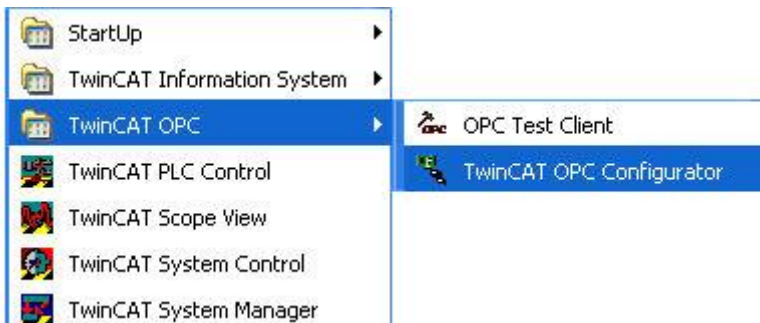 StartUp
TwinCAT Information System
TwinCAT OPC
OPC Test Client
TwinCAT PLC Control
TwinCAT OPC Configurator
TwinCAT Scope View
TwinCAT System Control
TwinCAT System Manager